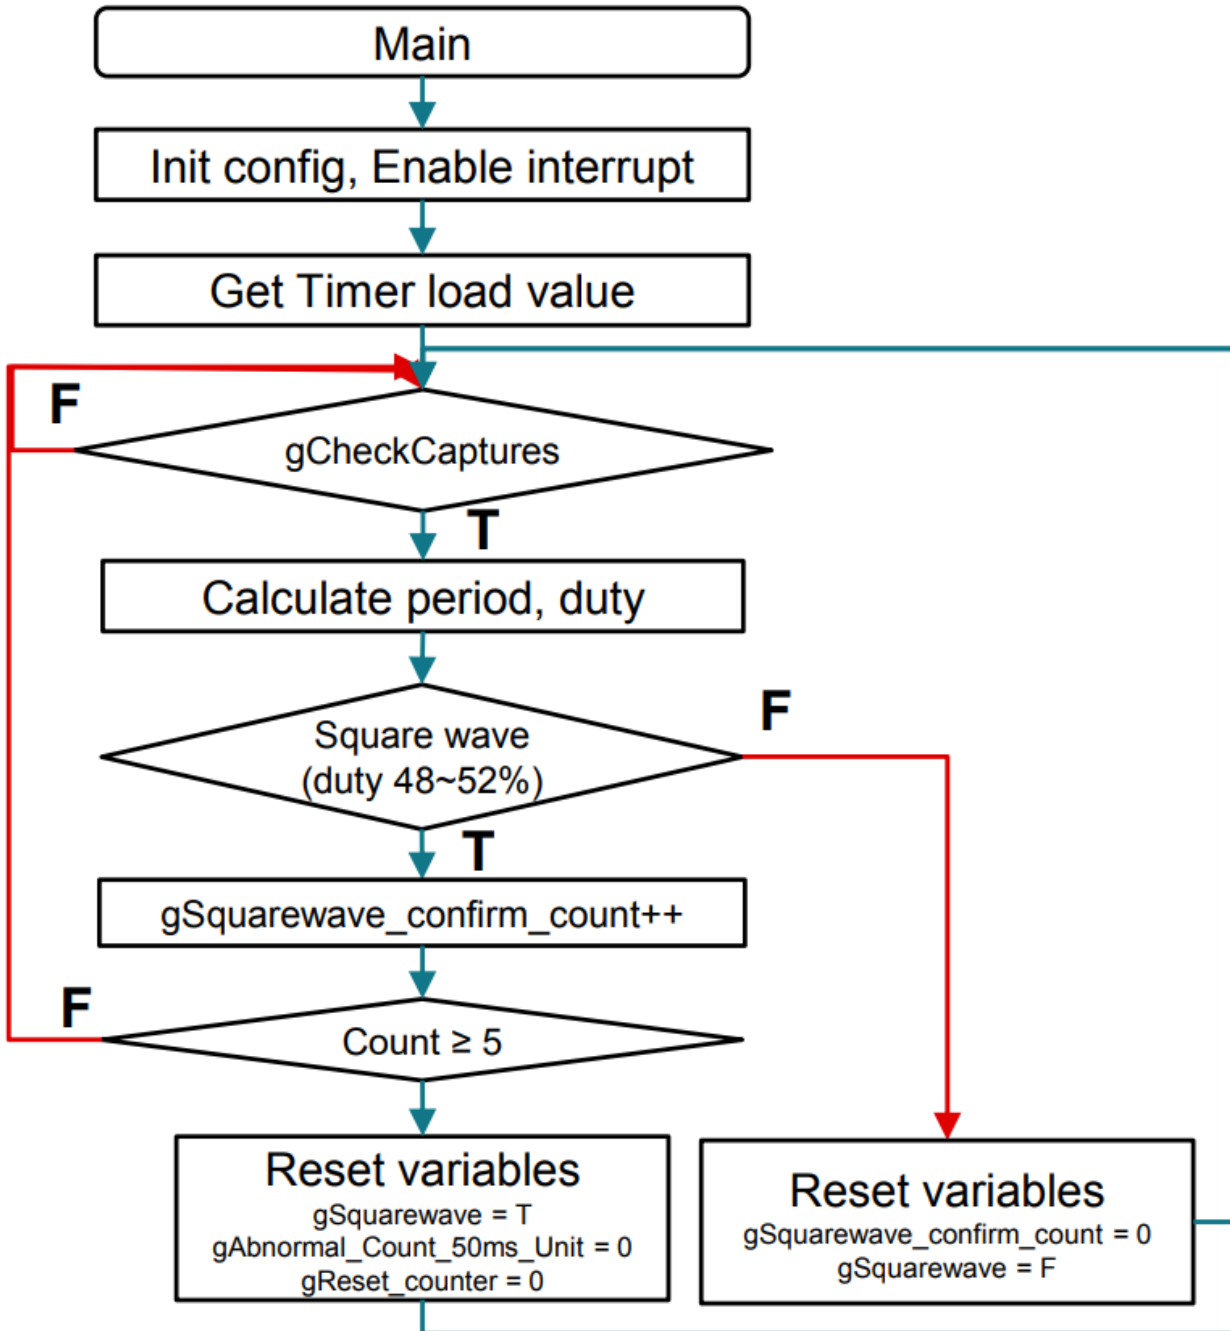 Main
Init config, Enable interrupt
Get Timer load value
F
gCheckCaptures
T
Calculate period, duty
F
Square wave
(duty 48~52%)
T
gSquarewave_confirm_count++
F
Count ≥ 5
Reset variables
gSquarewave = T
gAbnormal_Count_50ms_Unit = 0
gReset_counter = 0
Reset variables
gSquarewave_confirm_count = 0
gSquarewave = F